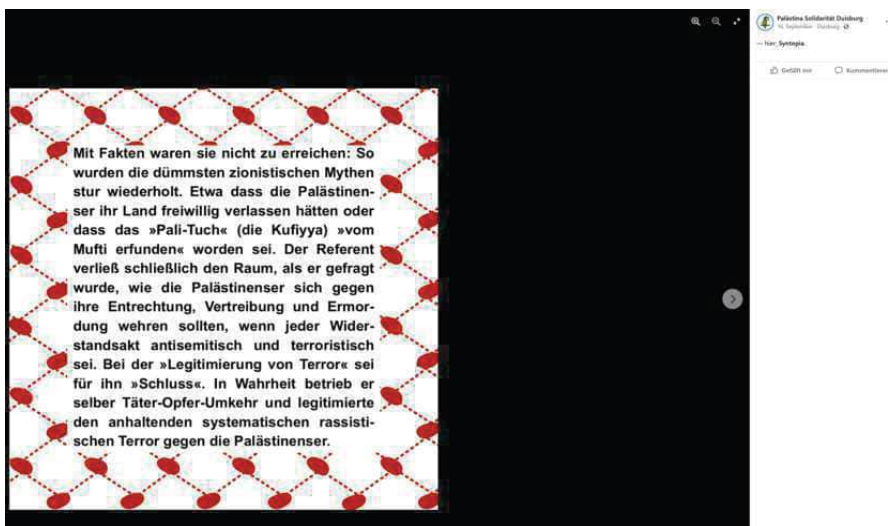 Mit Fakten waren sie nicht zu erreichen: So
wurden die dümmsten zionistischen Mythen
stur wiederholt. Etwa dass die Palästinen-
ser ihr Land freiwillig verlassen hätten oder
dass das »Pali-Tuch« (die Kufiyya) »vom
Mufti erfunden« worden sei. Der Referent
verließ schließlich den Raum, als er gefragt
wurde, wie die Palästinenser sich gegen
ihre Entrechtung, Vertreibung und Ermor-
dung wehren sollten, wenn jeder Wider-
standsakt antisemitisch und terroristisch
sei. Bei der »Legitimierung von Terror« sei
für ihn »Schluss«. In Wahrheit betrieb er
selber Täter-Opfer-Umkehr und legitimierte
den anhaltenden systematischen rassisti-
schen Terror gegen die Palästinenser.
Palästina Solidarität Duisburg
September · Duisburg ·
— hier: Syntopia.
Gefällt mir
Kommentieren